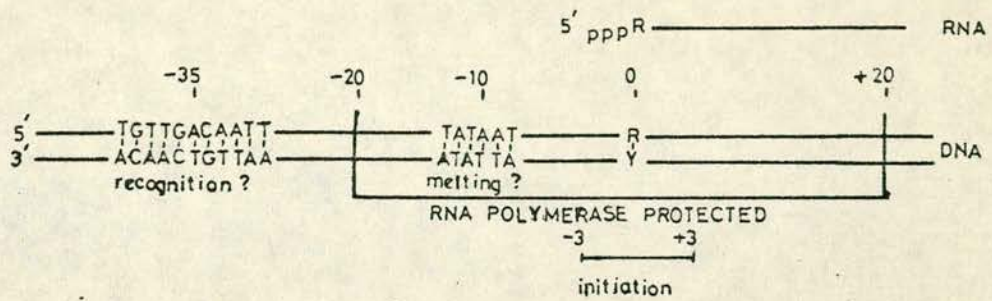 5' pppR RNA
-35 -20 -10 0 +20
5' TGTTGACAATT TATAAT R
3' ACAACTGTTAA ATATTA Y DNA
recognition? melting?
RNA POLYMERASE PROTECTED
-3 +3
initiation